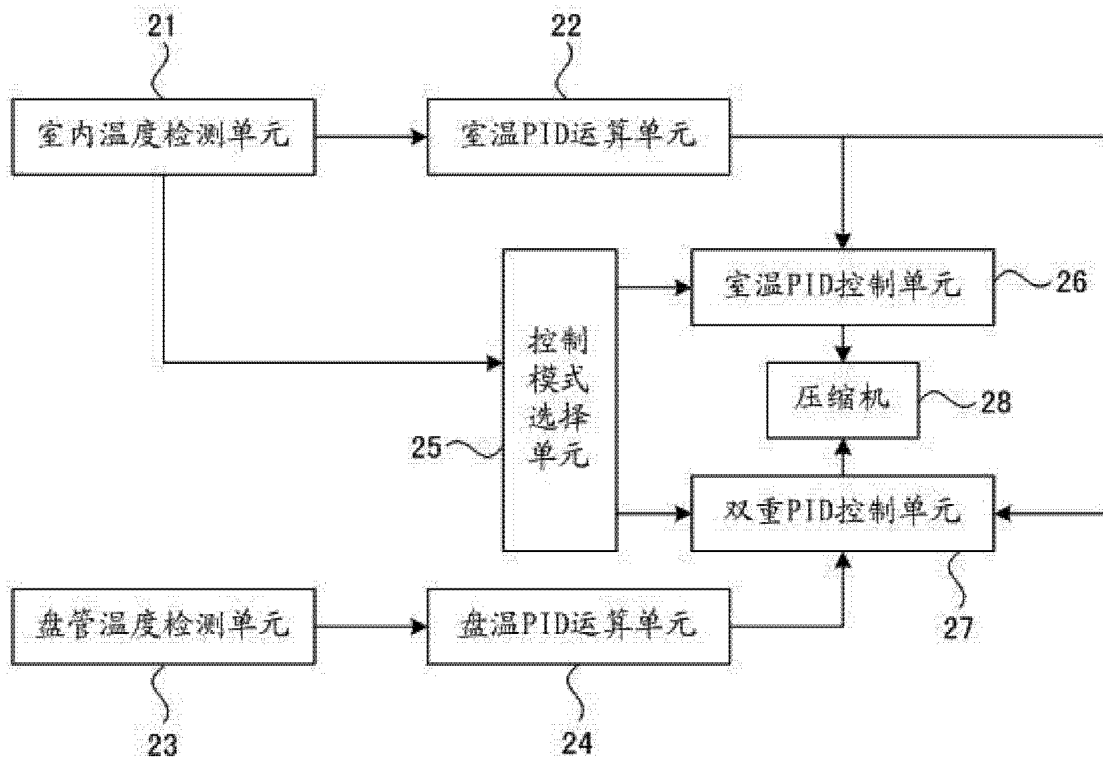 21
22
室内温度检测单元
室温PID运算单元
室温PID控制单元
26
控制
模式
选择
单元
压缩机
28
25
双重PID控制单元
27
盘管温度检测单元
盘温PID运算单元
23
24